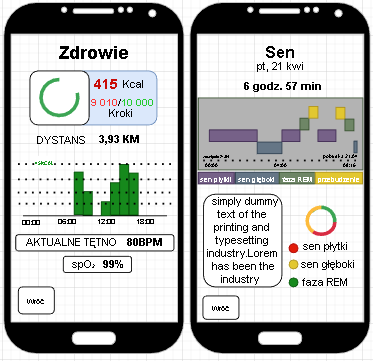 Zdrowie
415 Kcal
9 010/10 000
Kroki
DYSTANS 3,93 KM
00:00 06:00 12:00 18:00
AKTUALNE TĘTNO 80BPM
spO₂ 99%
Wróć
Sen
pt, 21 kwi
6 godz. 57 min
04:00
sen płytki sen głęboki faza REM przebudzenie
simply dummy
text of the
printing and
typesetting
industry.Lorem
has been the
industry
sen płytki
sen głęboki
faza REM
Wróć